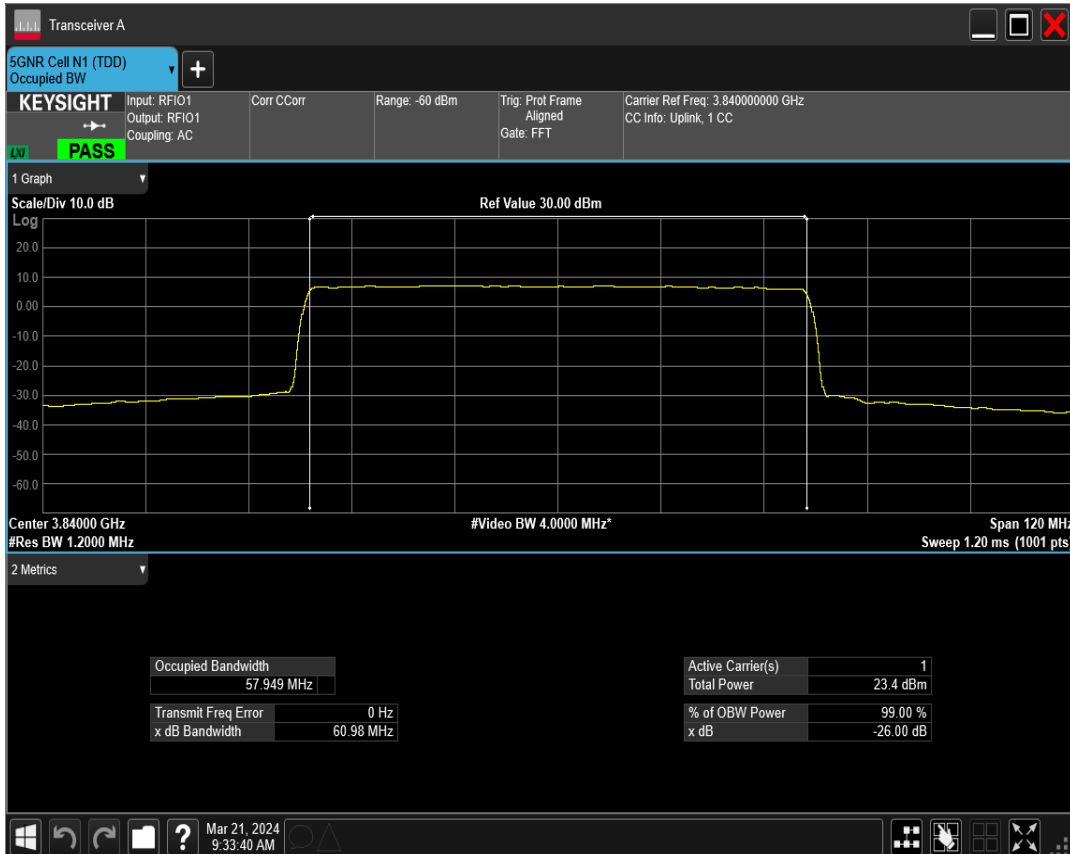 Transceiver A
5GNR Cell N1 (TDD)
Occupied BW
+
KEYSIGHT
LXI
PASS
Input: RFIO1
Output: RFIO1
Coupling: AC
Corr CCorr
Range: -60 dBm
Trig: Prot Frame
Aligned
Gate: FFT
Carrier Ref Freq: 3.840000000 GHz
CC Info: Uplink, 1 CC
1 Graph
Scale/Div 10.0 dB
Ref Value 30.00 dBm
Log
20.0
10.0
0.00
-10.0
-20.0
-30.0
-40.0
-50.0
-60.0
Center 3.84000 GHz
#Video BW 4.0000 MHz*
Span 120 MHz
#Res BW 1.2000 MHz
Sweep 1.20 ms (1001 pts)
2 Metrics
Occupied Bandwidth
57.949 MHz
Transmit Freq Error 0 Hz
x dB Bandwidth 60.98 MHz
Active Carrier(s) 1
Total Power 23.4 dBm
% of OBW Power 99.00 %
x dB -26.00 dB
?
Mar 21, 2024
9:33:40 AM